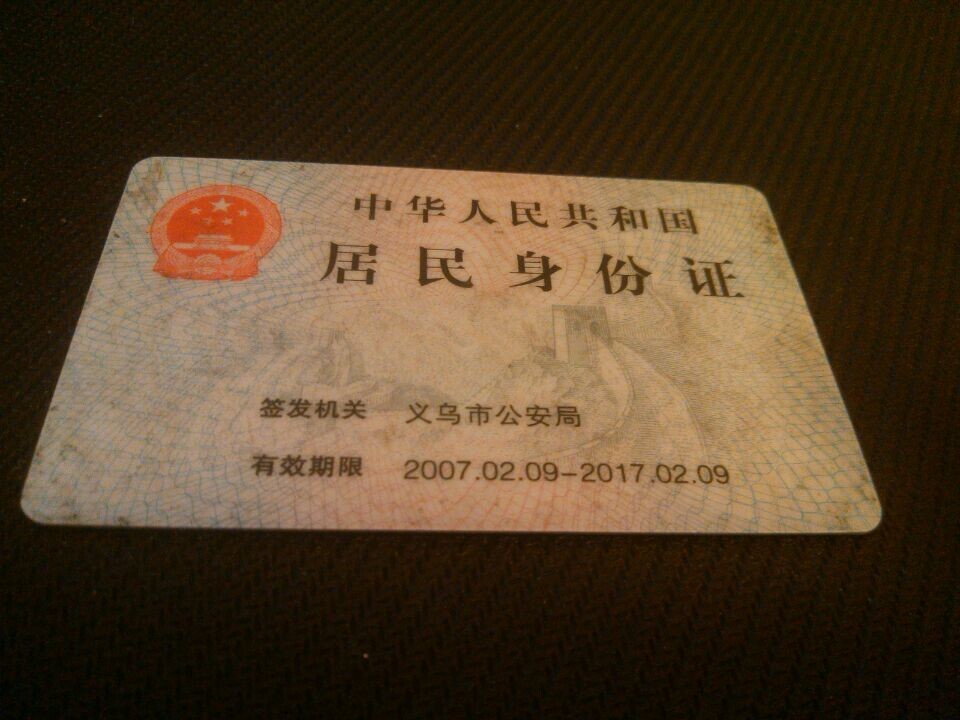 中华人民共和国
居民身份证
签发机关 义乌市公安局
有效期限 2007.02.09-2017.02.09